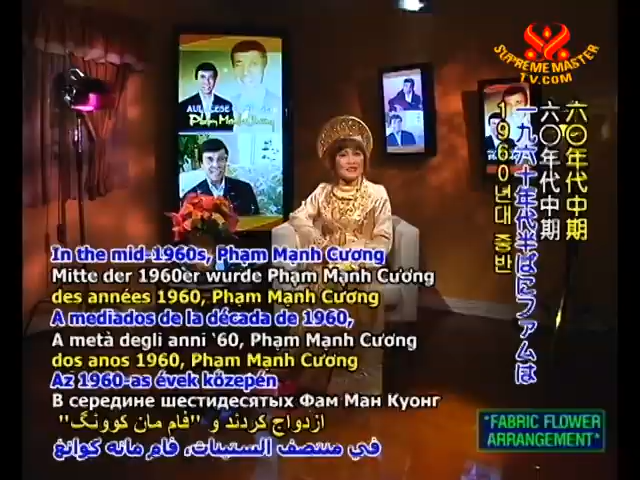 SUPREME MASTER
TV.COM
AU
Phạm Mạnh Cương
六〇年代中期
六〇年代中期
一九六十年代半ばにファムは
1960년대 중반
In the mid-1960s, Phạm Mạnh Cương
Mitte der 1960er wurde Phạm Mạnh Cương
des années 1960, Phạm Mạnh Cương
A mediados de la década de 1960,
A metà degli anni ‘60, Phạm Mạnh Cương
dos anos 1960, Phạm Mạnh Cương
Az 1960-as évek közepén
В середине шестидесятых Фам Ман Куонг
ازدواج کردند و "فام مان کوونگ"
في منتصف الستينات، فام مانه كوانغ
*FABRIC FLOWER
ARRANGEMENT*